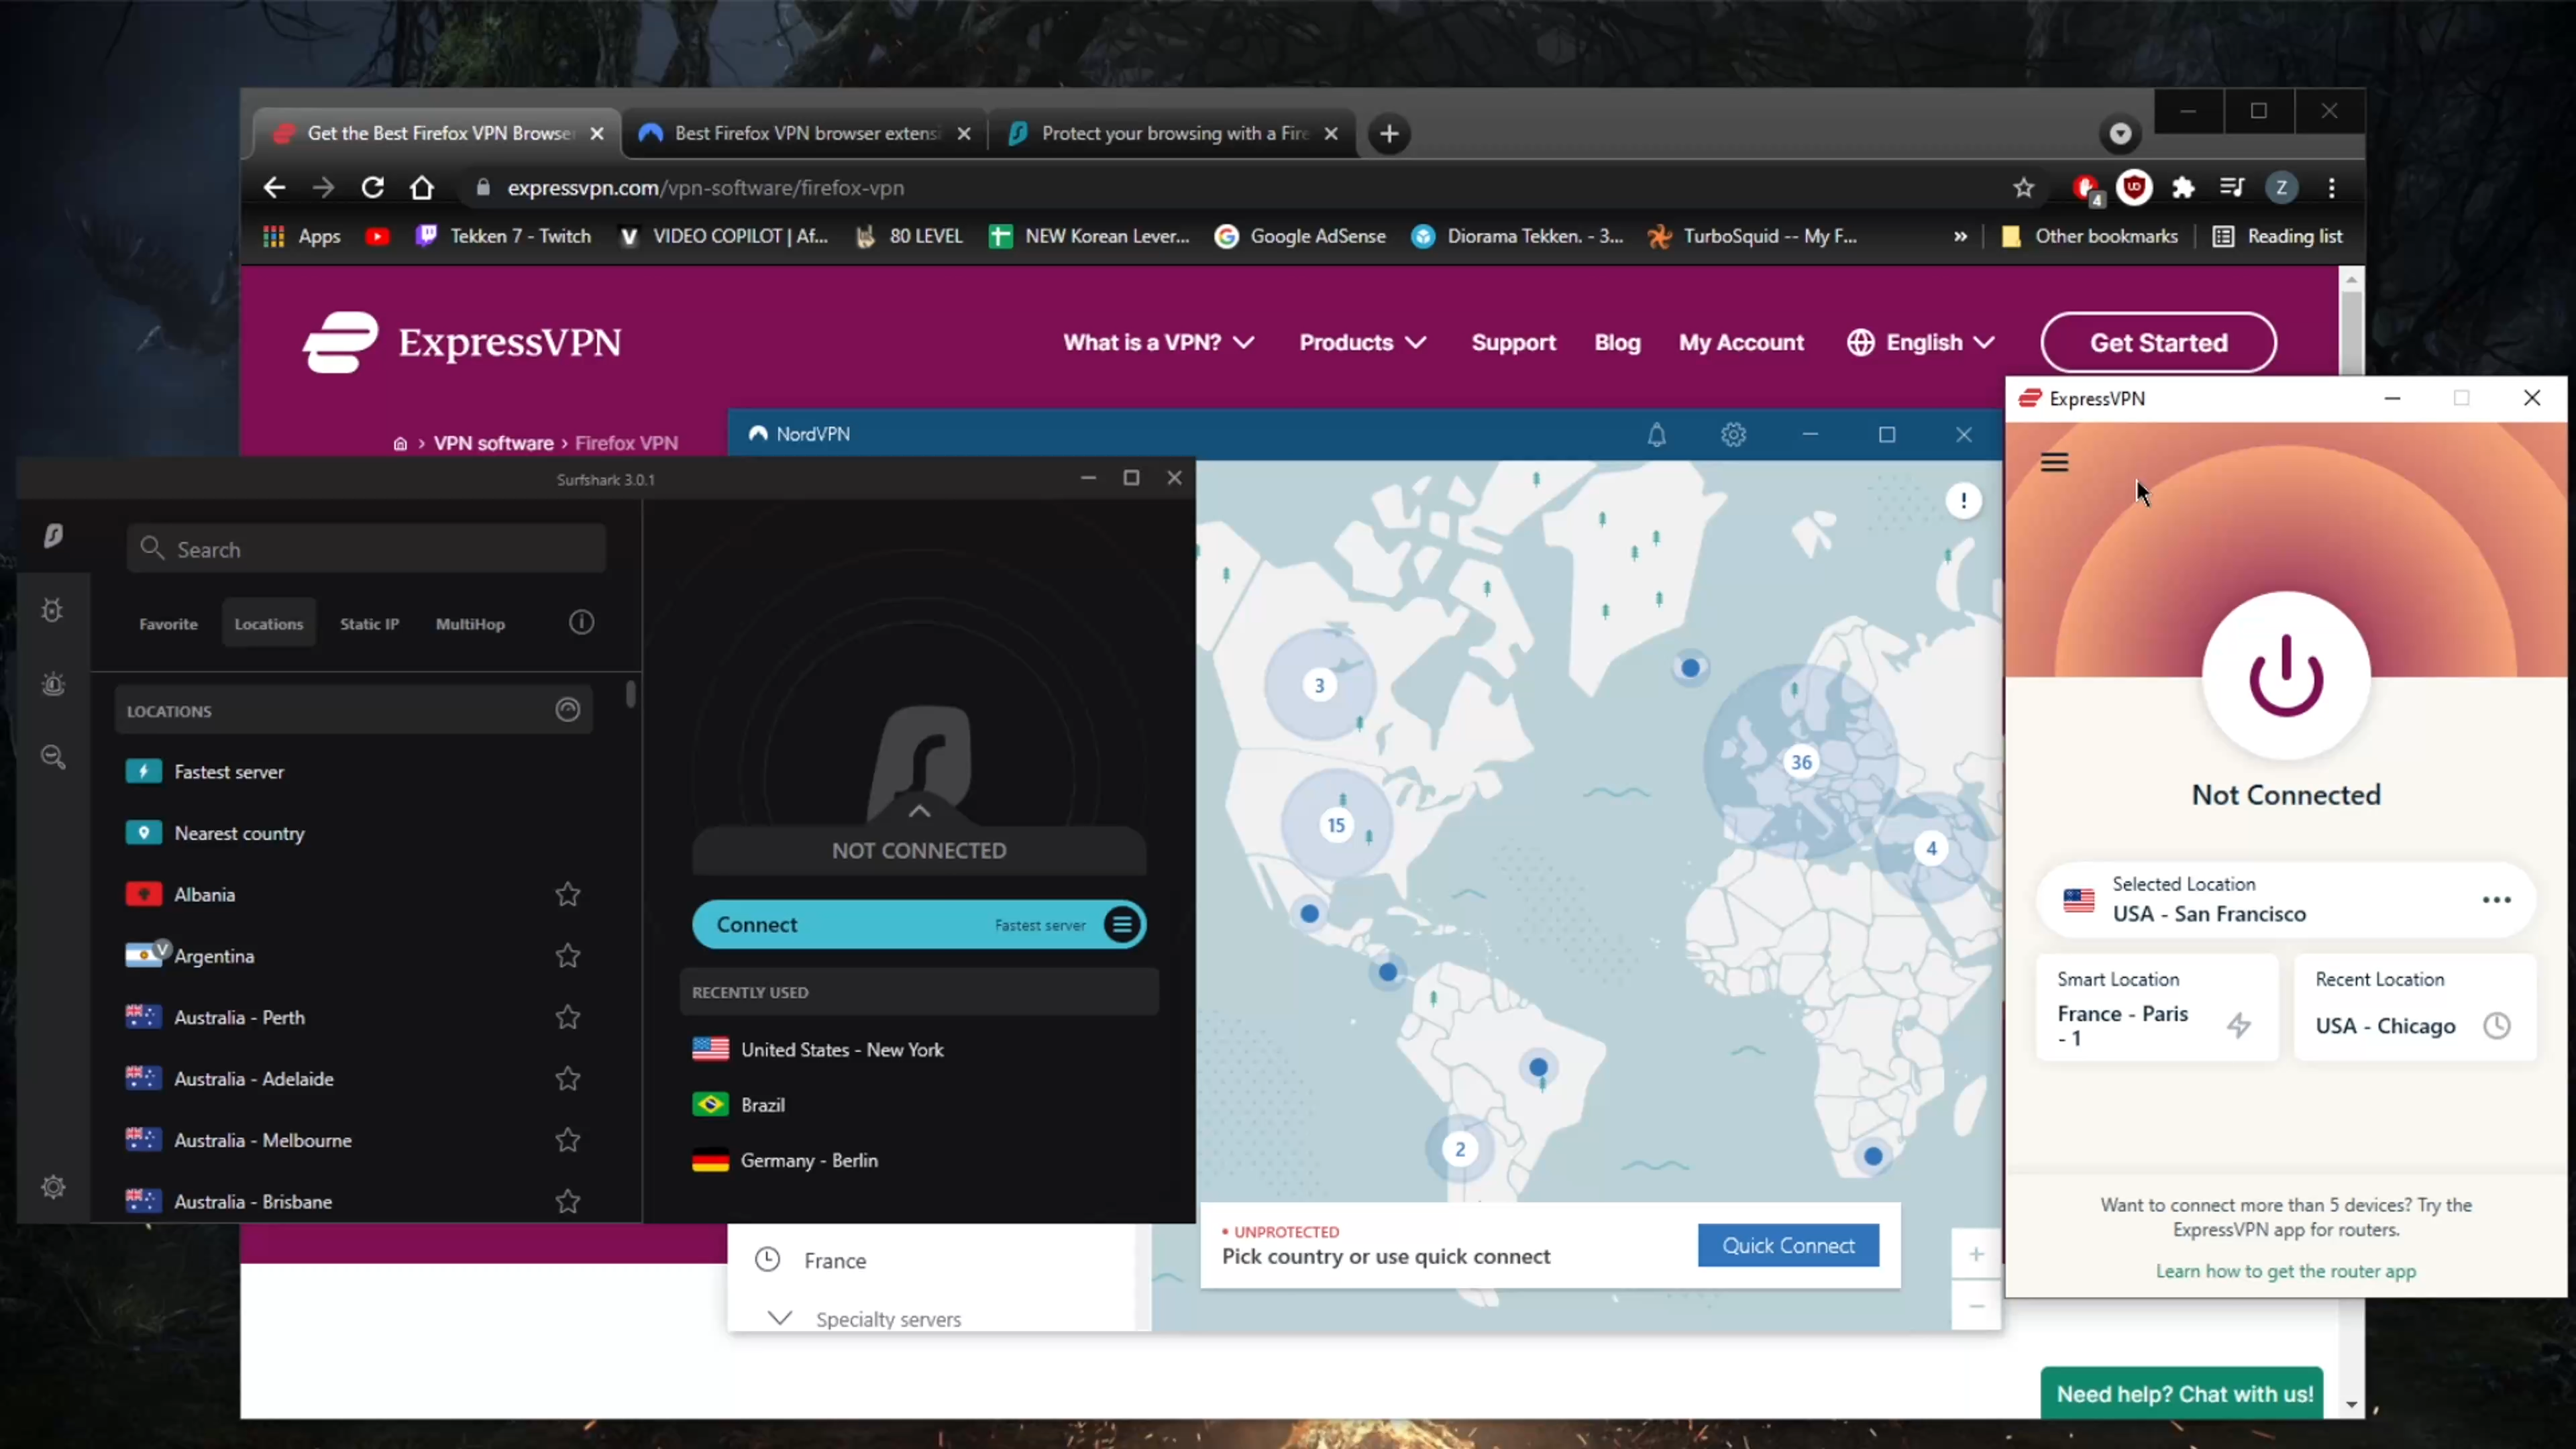 Get the Best Firefox VPN Browse
Best Firefox VPN browser extensi
Protect your browsing with a Fire
expressvpn.com/vpn-software/firefox-vpn
4
UD
Z
Apps
Tekken 7 - Twitch
VIDEO COPILOT | Af...
80 LEVEL
NEW Korean Lever...
Google AdSense
Diorama Tekken. - 3...
TurboSquid -- My F...
»
Other bookmarks
Reading list
ExpressVPN
What is a VPN?
Products
Support
Blog
My Account
English
Get Started
> VPN software > Firefox VPN
NordVPN
Surfshark 3.0.1
Search
Favorite
Locations
Static IP
MultiHop
LOCATIONS
Fastest server
Nearest country
Albania
Argentina
V
Australia - Perth
Australia - Adelaide
Australia - Melbourne
Australia - Brisbane
NOT CONNECTED
Connect
Fastest server
RECENTLY USED
United States - New York
Brazil
Germany - Berlin
!
3
15
36
4
2
• UNPROTECTED
Pick country or use quick connect
Quick Connect
+
−
France
Specialty servers
ExpressVPN
Not Connected
Selected Location
USA - San Francisco
Smart Location
France - Paris
- 1
Recent Location
USA - Chicago
Want to connect more than 5 devices? Try the
ExpressVPN app for routers.
Learn how to get the router app
Need help? Chat with us!